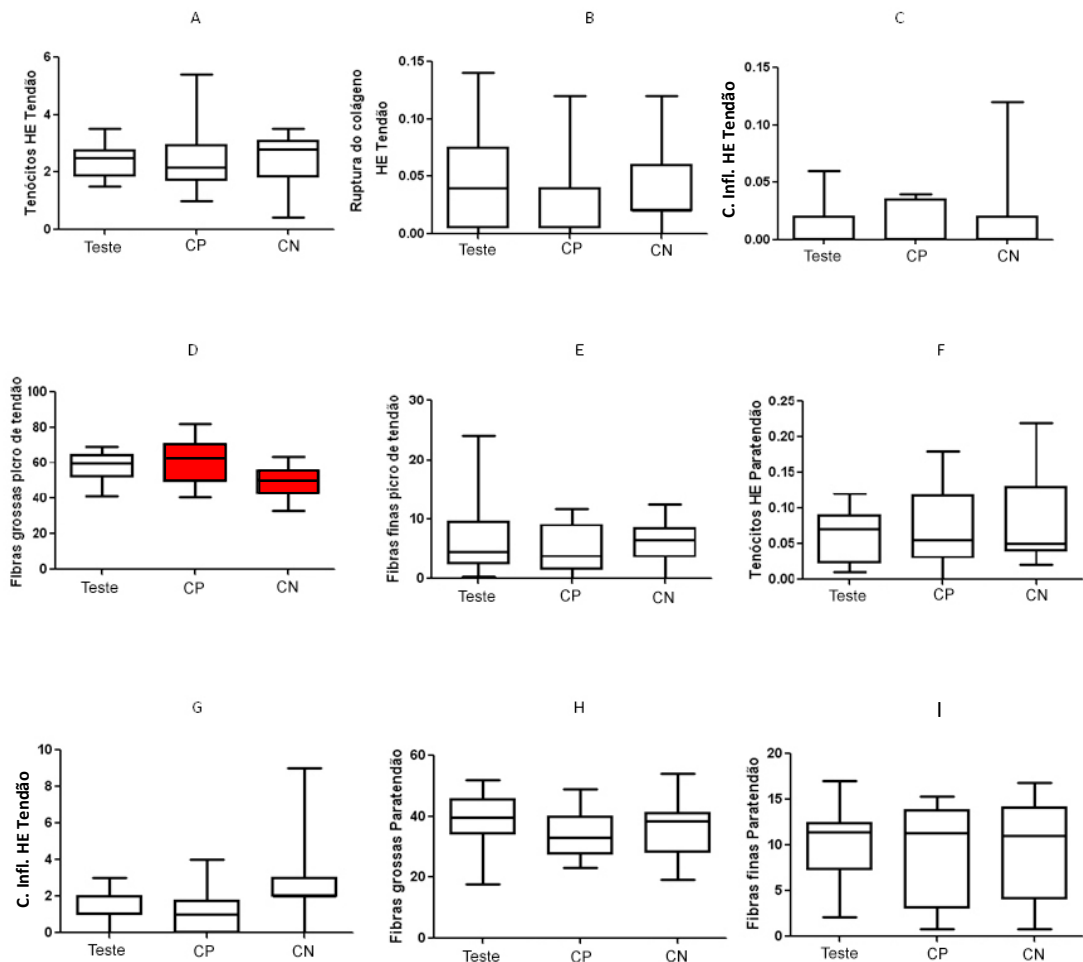 A
Tenócitos HE Tendão
6
4
2
0
Teste
CP
CN
B
Ruptura do colágeno
HE Tendão
0.15
0.10
0.05
0.00
Teste
CP
CN
C
C. Infl. HE Tendão
0.15
0.10
0.05
0.00
Teste
CP
CN
D
Fibras grossas picro de tendão
100
80
60
40
20
0
Teste
CP
CN
E
Fibras finas picro de tendão
30
20
10
0
Teste
CP
CN
F
Tenócitos HE Paratendão
0.25
0.20
0.15
0.10
0.05
0.00
Teste
CP
CN
G
C. Infl. HE Tendão
10
8
6
4
2
0
Teste
CP
CN
H
Fibras grossas Paratendão
60
40
20
0
Teste
CP
CN
I
Fibras finas Paratendão
20
15
10
5
0
Teste
CP
CN